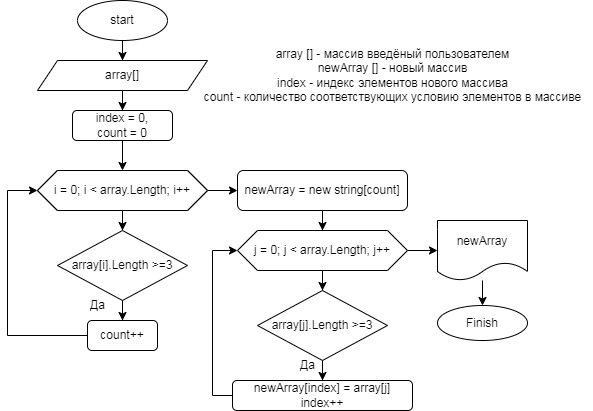 start
array[]
array [] - массив введёный пользователем
newArray [] - новый массив
index - индекс элементов нового массива
count - количество соответствующих условию элементов в массиве
index = 0,
count = 0
i = 0; i < array.Length; i++
newArray = new string[count]
array[i].Length >=3
Да
count++
j = 0; j < array.Length; j++
newArray
array[j].Length >=3
Finish
Да
newArray[index] = array[j]
index++